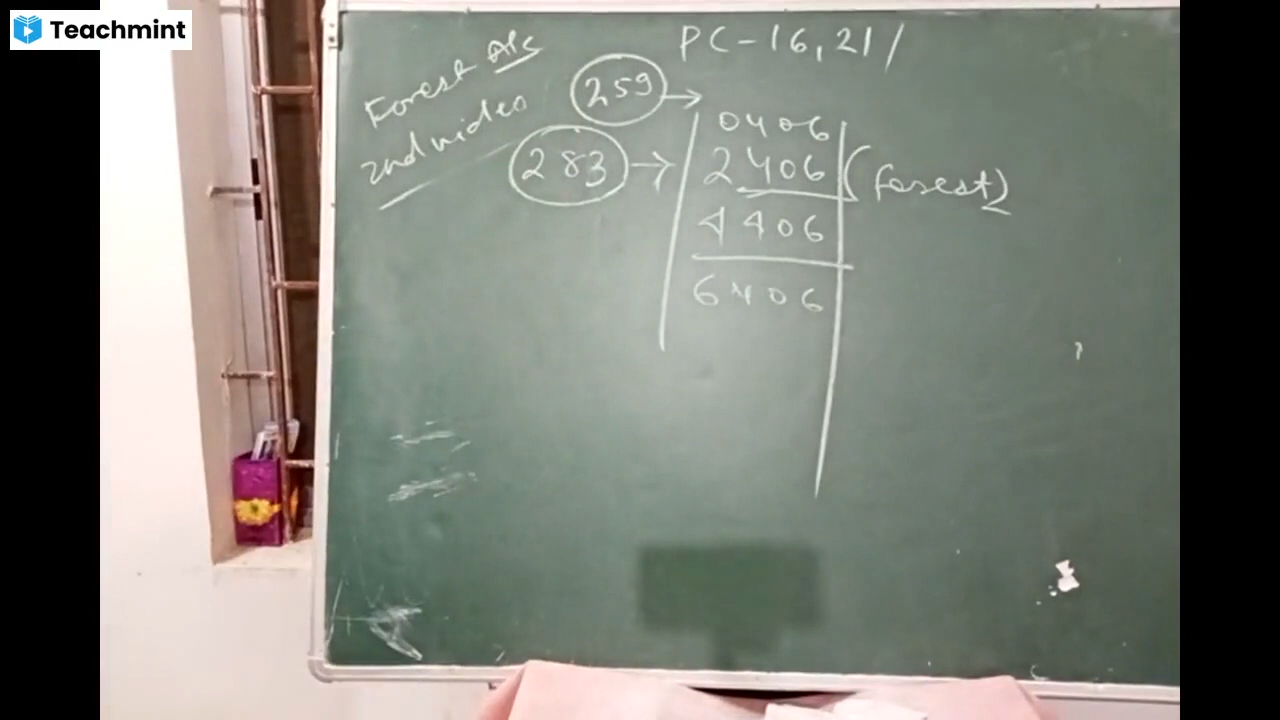 Teachmint
PC-16, 21/
Forest A/c
2nd video
259 →
0406
283 → 2406 (Forest)
4406
6406